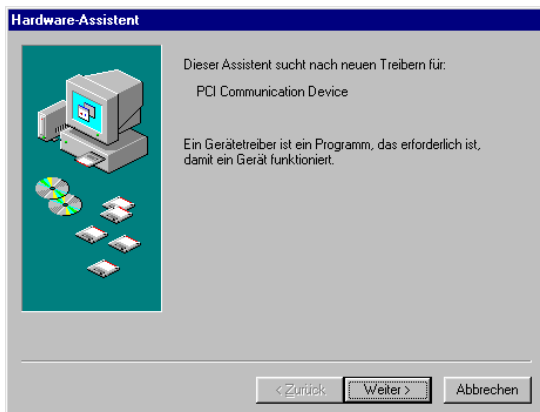 Hardware-Assistent
Dieser Assistent sucht nach neuen Treibern für:
PCI Communication Device
Ein Gerätetreiber ist ein Programm, das erforderlich ist,
damit ein Gerät funktioniert.
< Zurück
Weiter >
Abbrechen